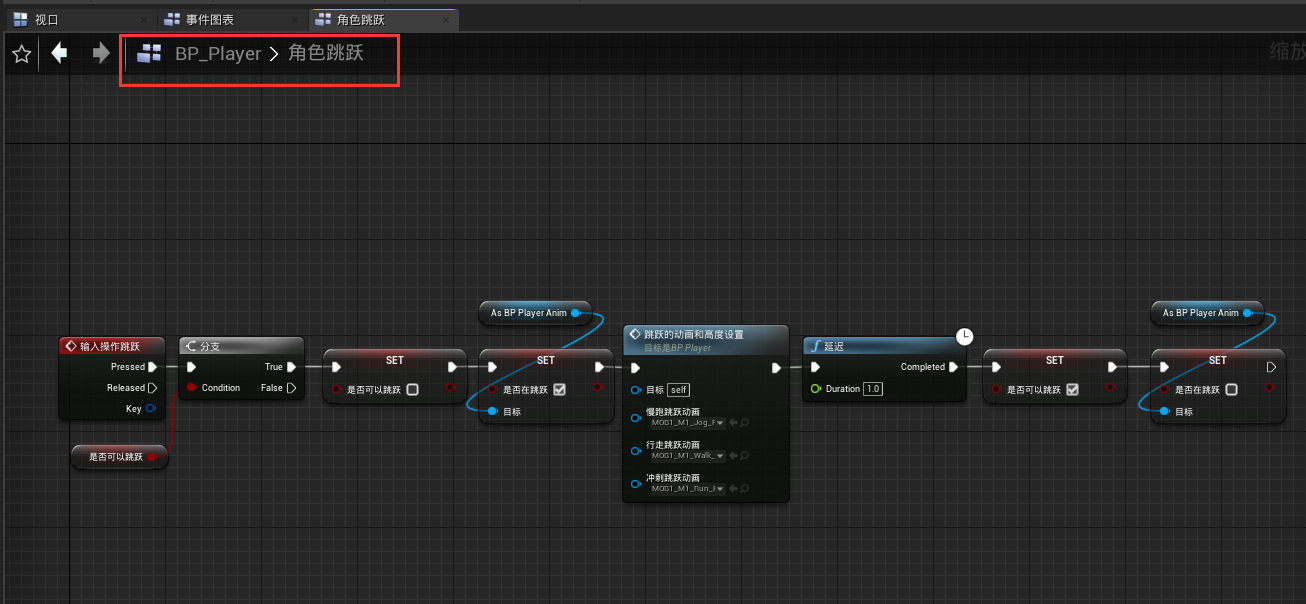 视口
事件图表
角色跳跃
BP_Player
角色跳跃
缩放
As BP Player Anim
As BP Player Anim
输入操作跳跃
Pressed
Released
Key
分支
True
Condition
False
SET
是否可以跳跃
SET
是否在跳跃
目标
跳跃的动画和高度设置
目标是BP Player
目标
self
慢跑跳跃动画
MOB1_M1_Jog_F
行走跳跃动画
MOB1_M1_Walk_
冲刺跳跃动画
MOB1_M1_Run_F
延迟
Completed
Duration
1.0
SET
是否可以跳跃
SET
是否在跳跃
目标
是否可以跳跃